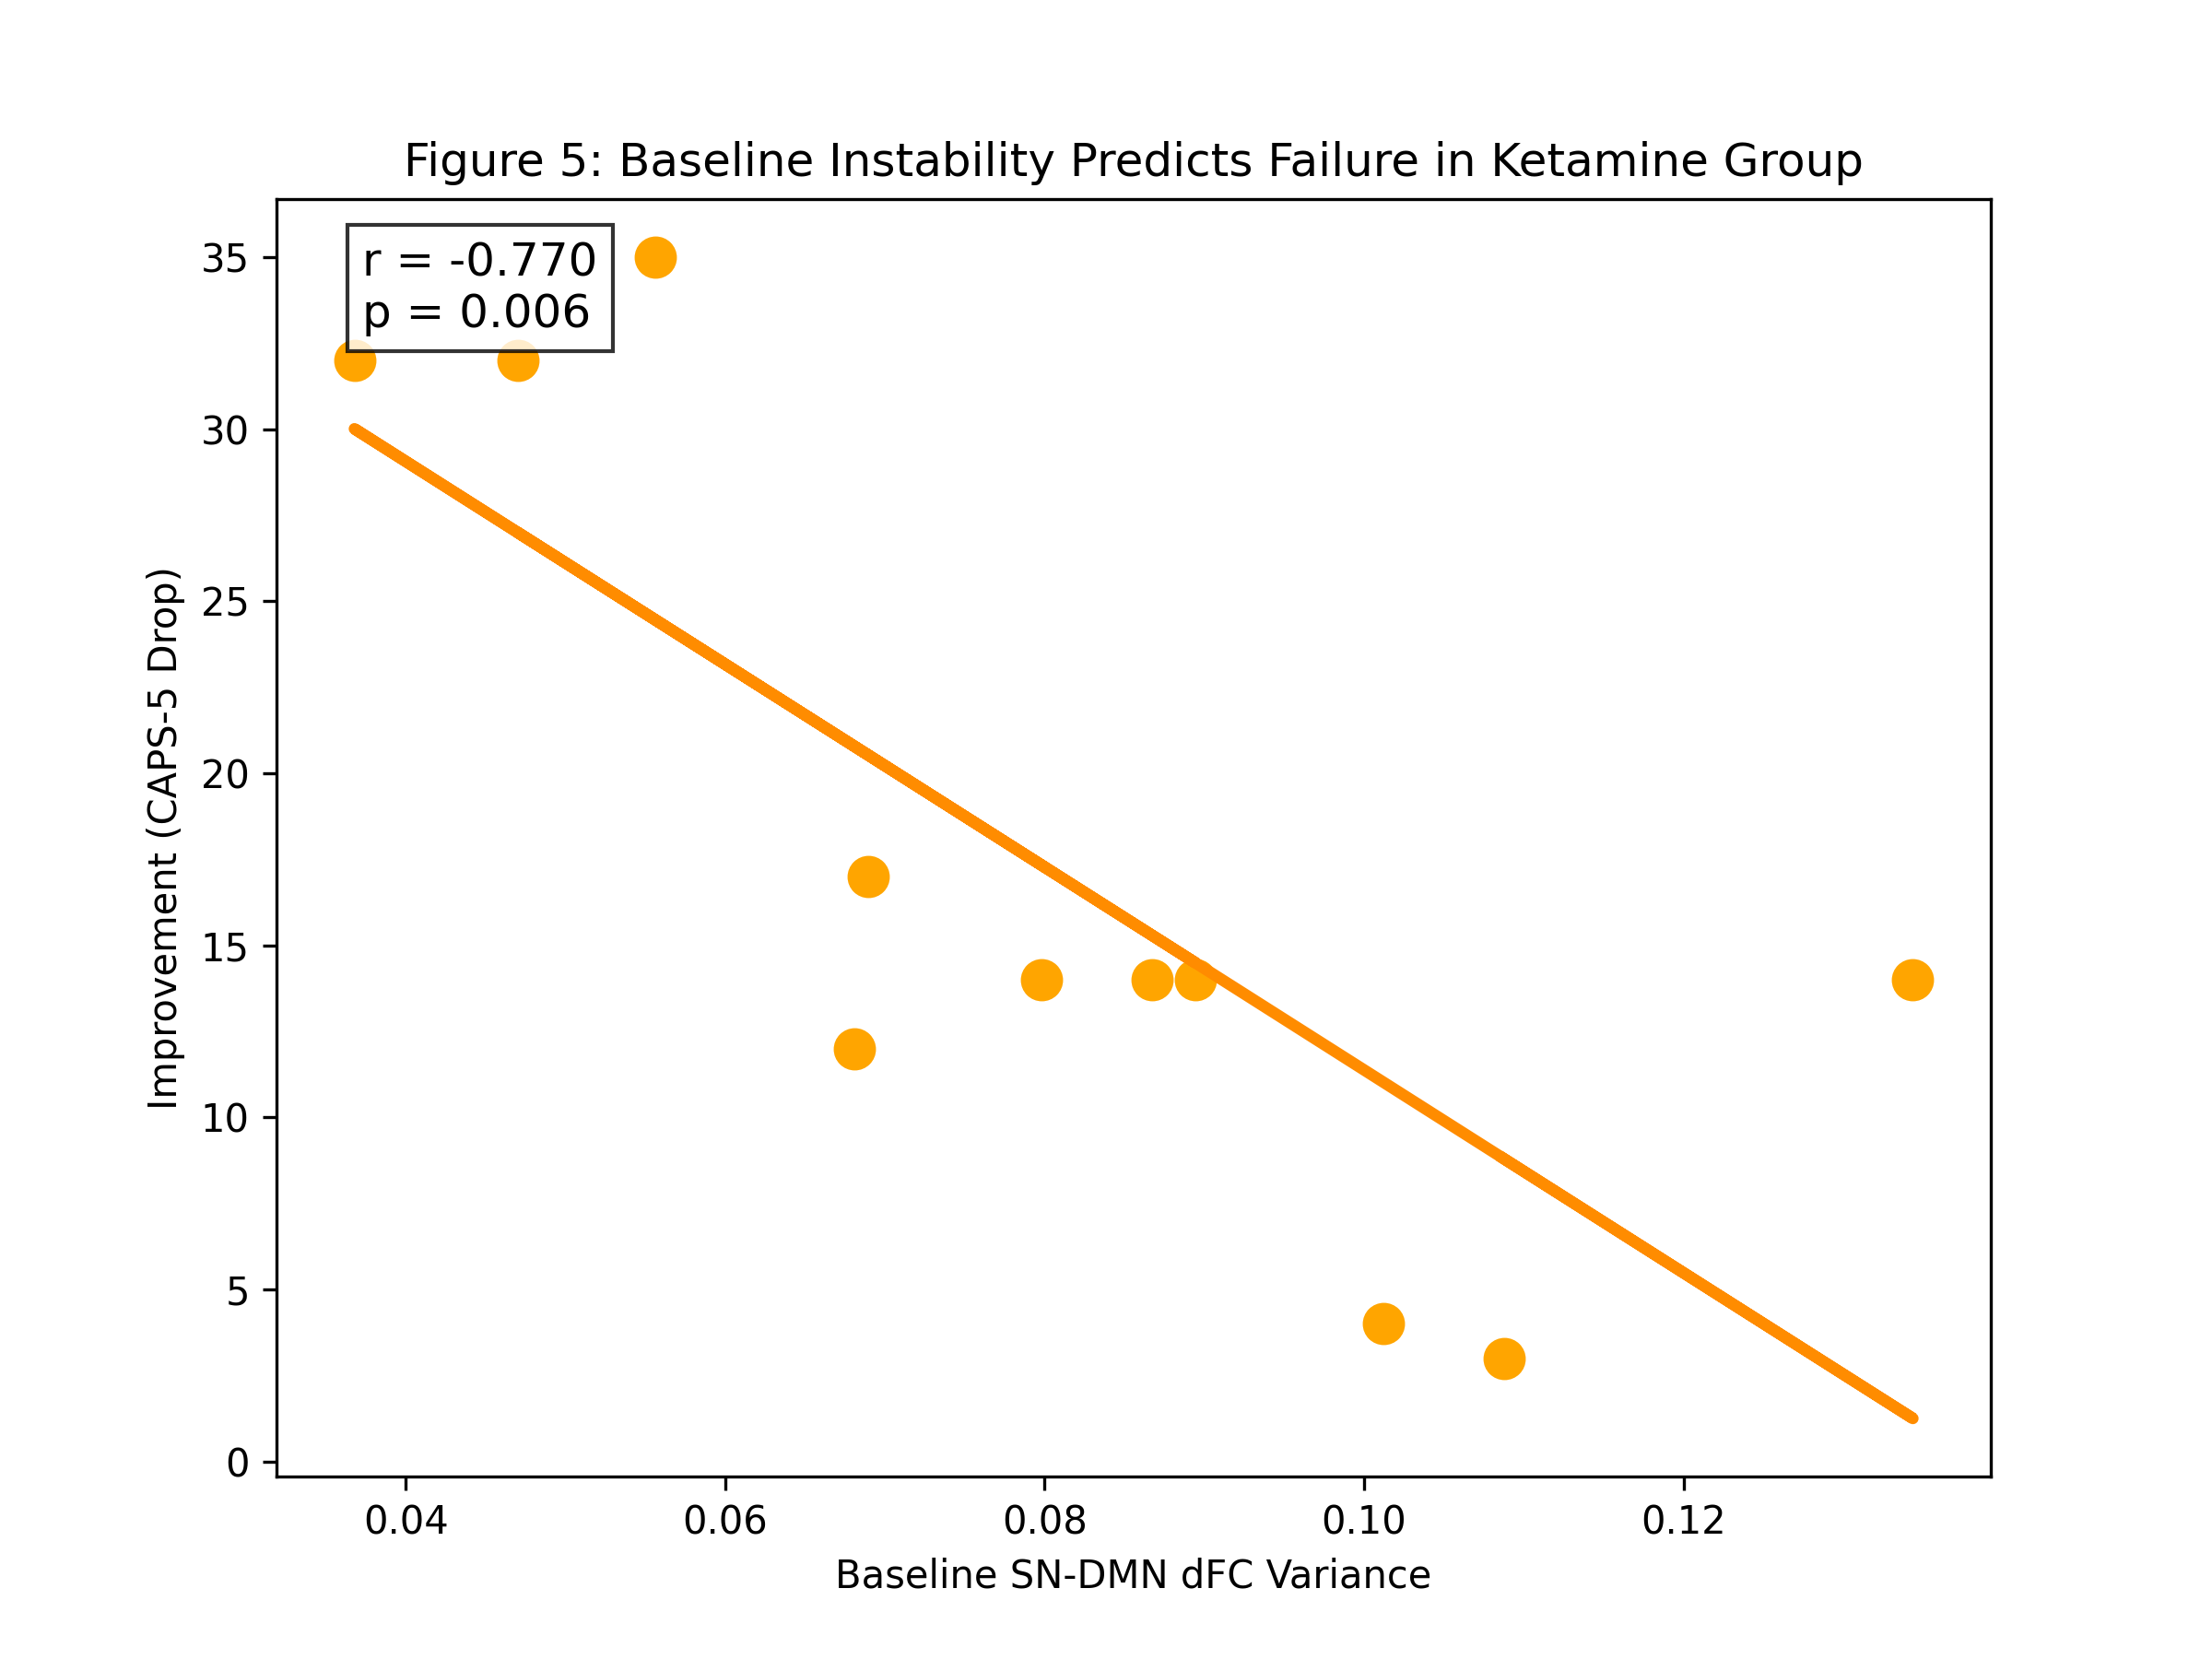 Figure 5: Baseline Instability Predicts Failure in Ketamine Group
r = -0.770
p = 0.006
35
30
25
20
15
10
5
0
Improvement (CAPS-5 Drop)
0.04 0.06 0.08 0.10 0.12
Baseline SN-DMN dFC Variance